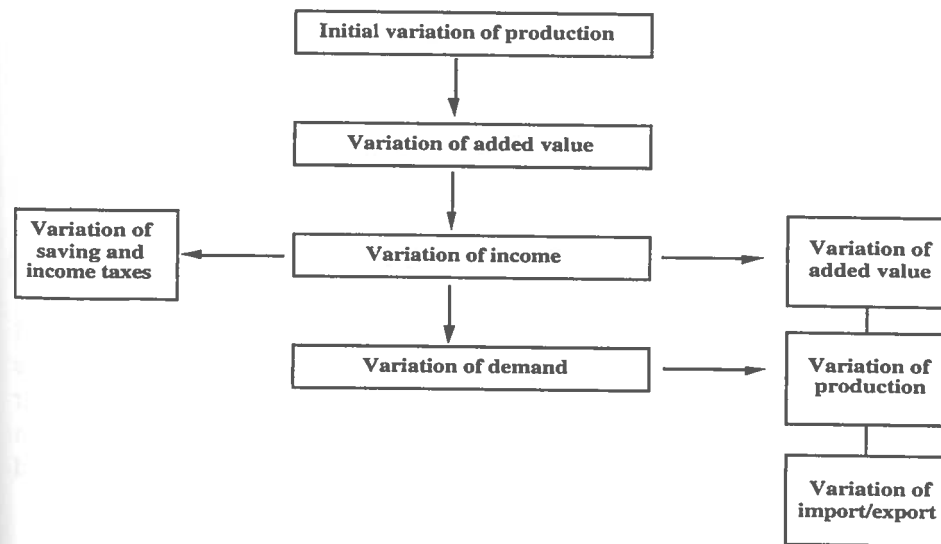 Initial variation of production
Variation of added value
Variation of
saving and
income taxes
Variation of income
Variation of
added value
Variation of demand
Variation of
production
Variation of
import/export